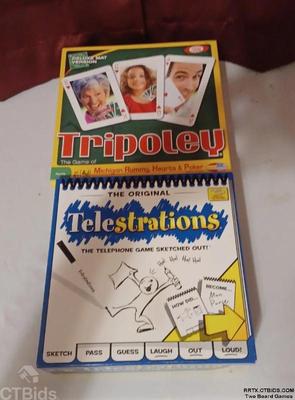 DELUXE MAT
VERSION
Tripoley
The Game of
Michigan Rummy, Hearts & Poker
THE ORIGINAL
Telestrations
THE TELEPHONE GAME SKETCHED OUT!
Ha! Ha! Ha! Ha!
HOW DID...
BECOME...
SKETCH PASS GUESS LAUGH OUT LOUD!
CTBids
RRTX.CTBIDS.COM
Two Board Games